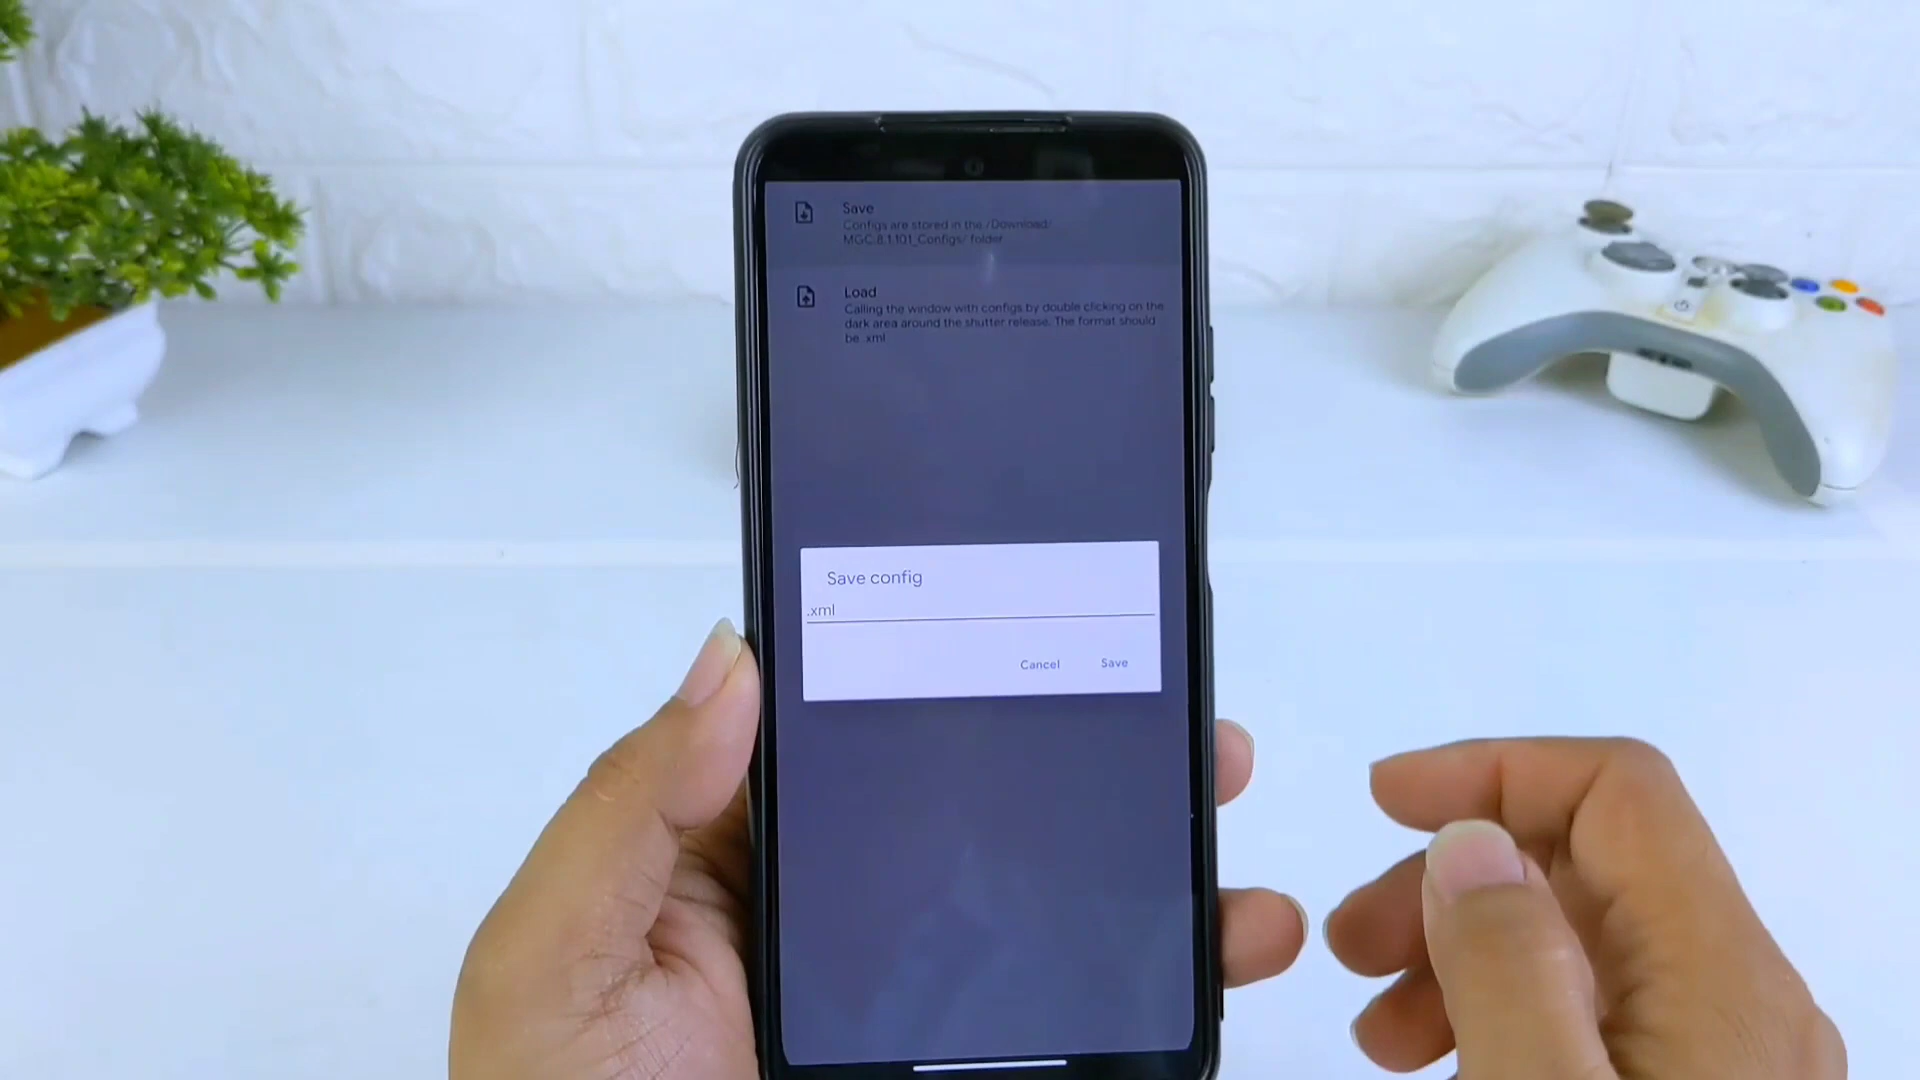 Save
Configs are stored in the /Download/
MGC.8.1.101_Configs/ folder
Load
Calling the window with configs by double clicking on the
dark area around the shutter release. The format should
be .xml
Save config
.xml
Cancel Save